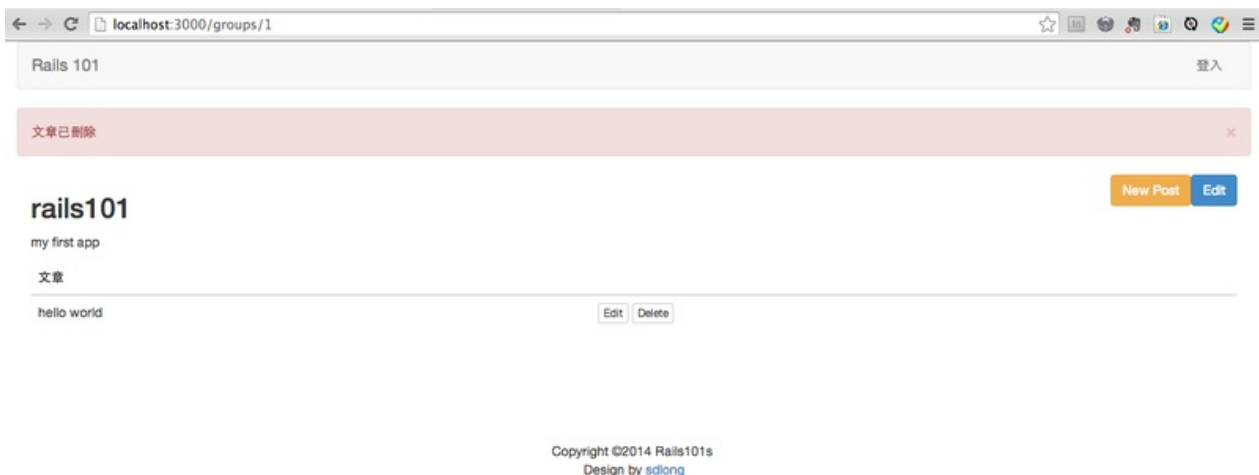 localhost:3000/groups/1
Rails 101
登入
文章已刪除
×
New Post
Edit
rails101
my first app
文章
hello world
Edit
Delete
Copyright ©2014 Rails101s
Design by sdlong